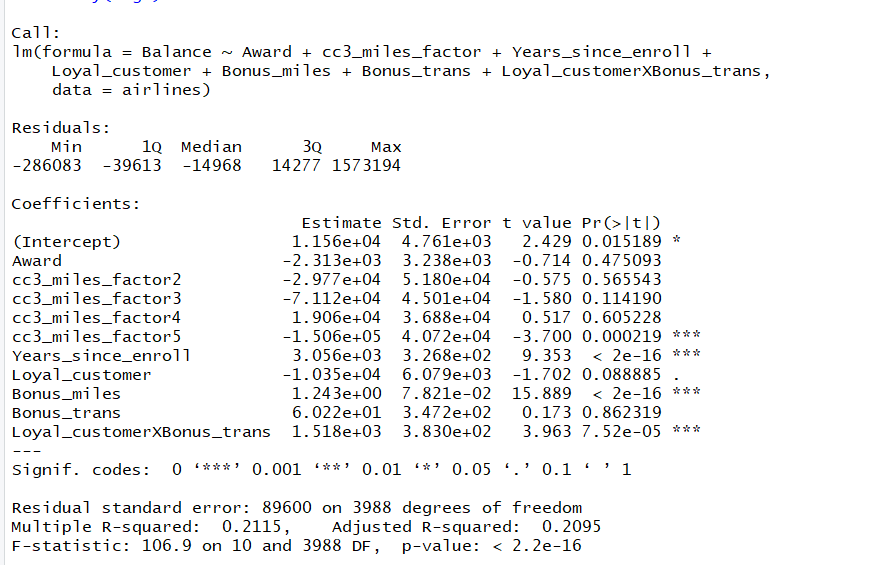 Call:
lm(formula = Balance ~ Award + cc3_miles_factor + Years_since_enroll +
    Loyal_customer + Bonus_miles + Bonus_trans + Loyal_customerXBonus_trans,
    data = airlines)
Residuals:
    Min      1Q  Median      3Q     Max
-286083  -39613  -14968   14277 1573194
Coefficients:
                             Estimate Std. Error t value Pr(>|t|)
(Intercept)                 1.156e+04  4.761e+03   2.429 0.015189 *
Award                      -2.313e+03  3.238e+03  -0.714 0.475093
cc3_miles_factor2          -2.977e+04  5.180e+04  -0.575 0.565543
cc3_miles_factor3          -7.112e+04  4.501e+04  -1.580 0.114190
cc3_miles_factor4           1.906e+04  3.688e+04   0.517 0.605228
cc3_miles_factor5          -1.506e+05  4.072e+04  -3.700 0.000219 ***
Years_since_enroll          3.056e+03  3.268e+02   9.353  < 2e-16 ***
Loyal_customer             -1.035e+04  6.079e+03  -1.702 0.088885 .
Bonus_miles                 1.243e+00  7.821e-02  15.889  < 2e-16 ***
Bonus_trans                 6.022e+01  3.472e+02   0.173 0.862319
Loyal_customerXBonus_trans  1.518e+03  3.830e+02   3.963 7.52e-05 ***
---
Signif. codes:  0 ‘***’ 0.001 ‘**’ 0.01 ‘*’ 0.05 ‘.’ 0.1 ‘ ’ 1
Residual standard error: 89600 on 3988 degrees of freedom
Multiple R-squared:  0.2115,    Adjusted R-squared:  0.2095
F-statistic: 106.9 on 10 and 3988 DF,  p-value: < 2.2e-16